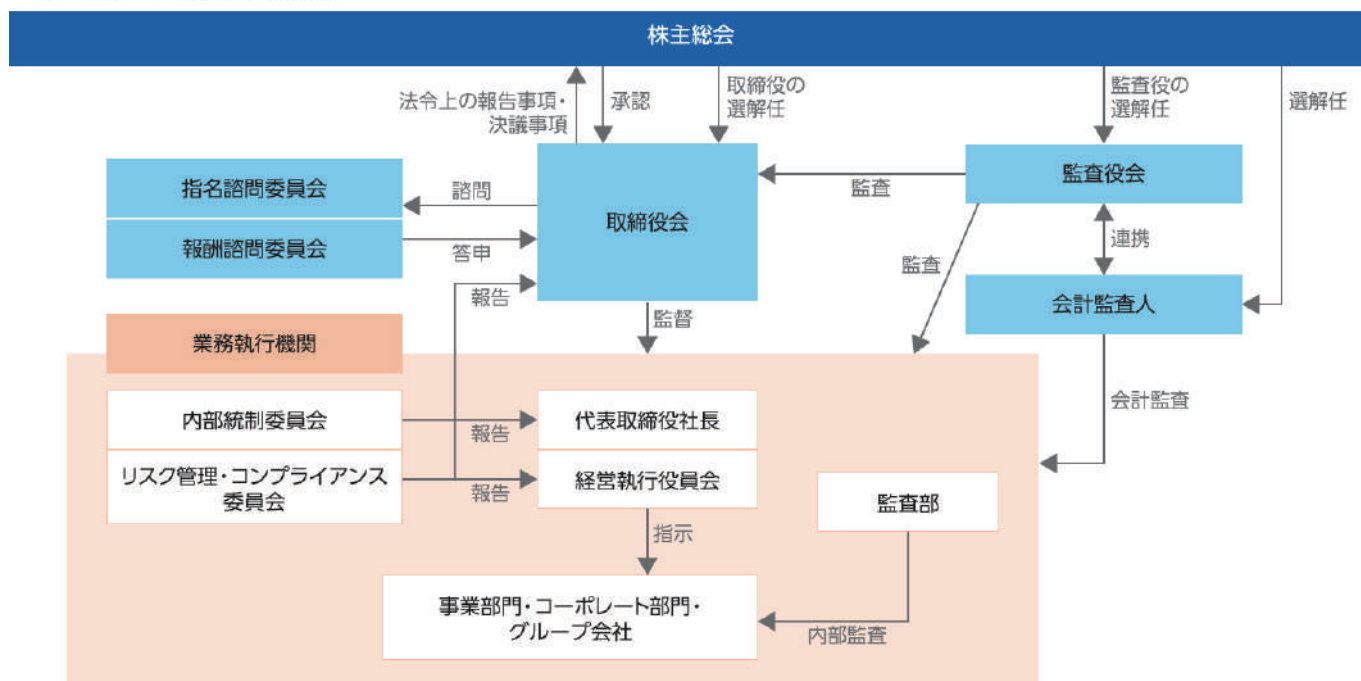 株主総会
法令上の報告事項・
決議事項
承認
取締役の
選解任
監査役の
選解任
選解任
指名諮問委員会
諮問
報酬諮問委員会
答申
取締役会
監査
監査役会
連携
監査
会計監査人
報告
監督
業務執行機関
会計監査
内部統制委員会
報告
代表取締役社長
リスク管理・コンプライアンス
委員会
報告
経営執行役員会
監査部
指示
事業部門・コーポレート部門・
グループ会社
内部監査